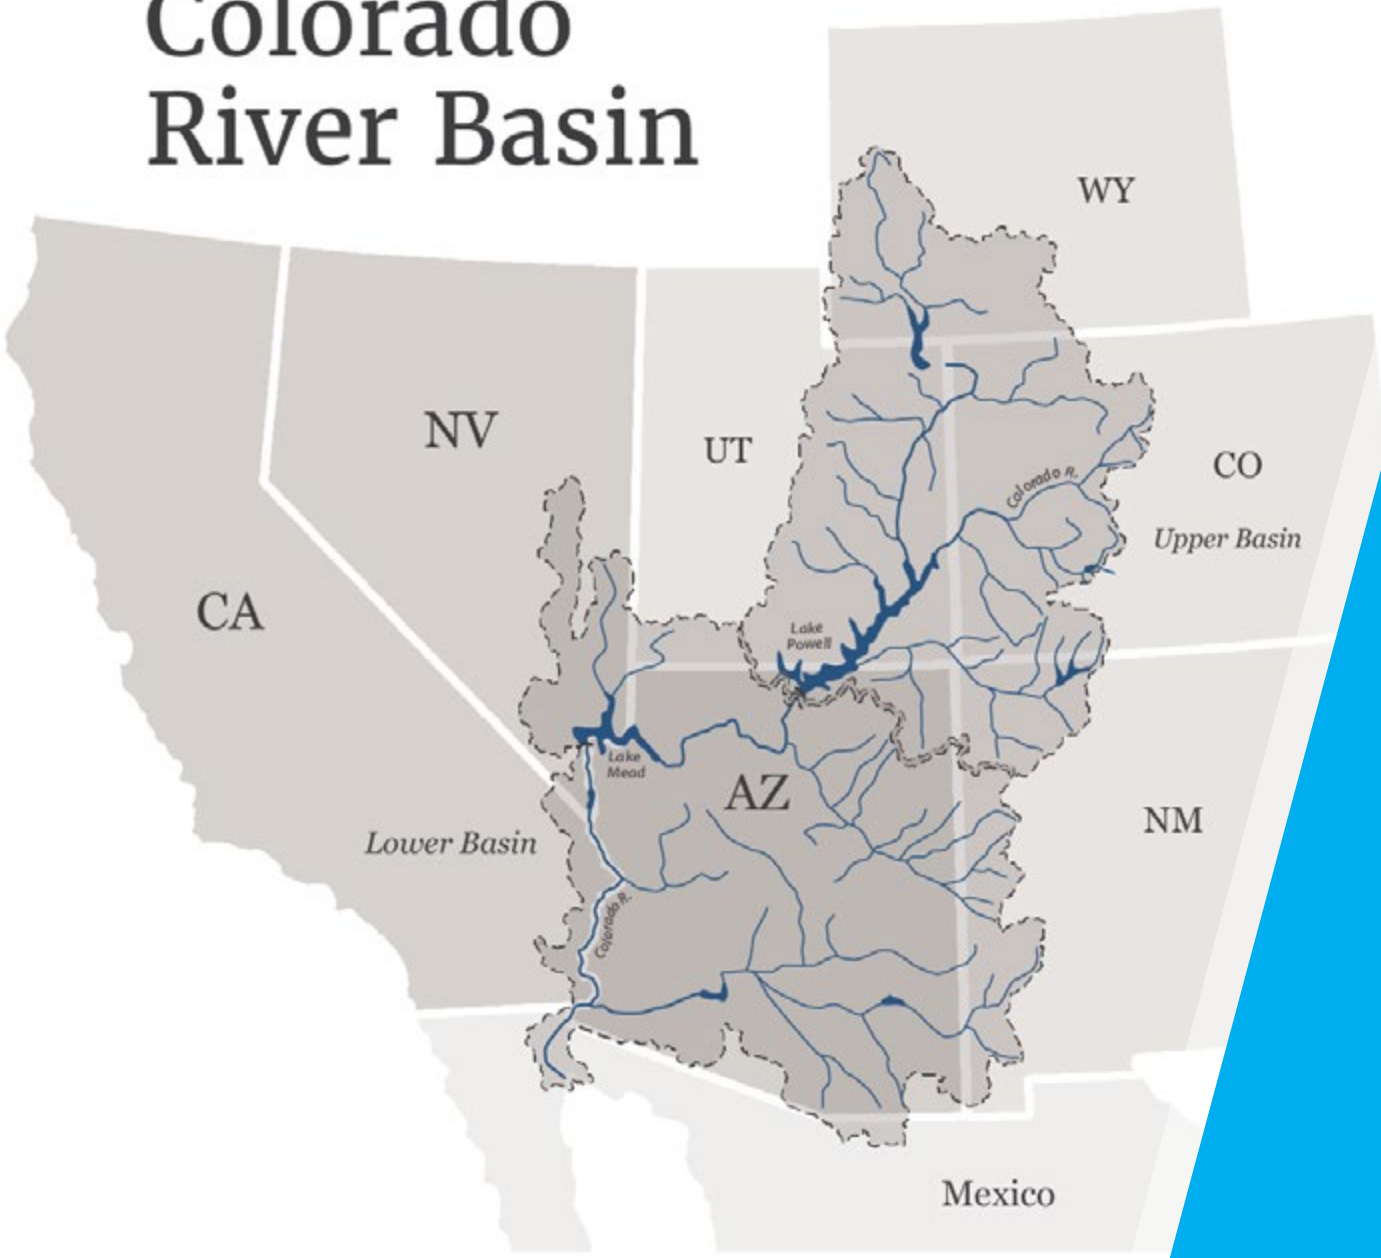 Colorado
River Basin
WY
NV
UT
CO
Colorado R.
Upper Basin
CA
Lake
Powell
Lake
Mead
AZ
NM
Lower Basin
Colorado R.
Mexico